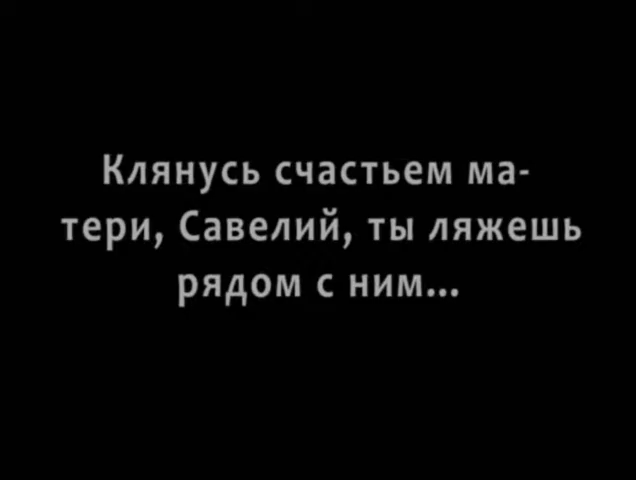 Клянусь счастьем ма-
тери, Савелий, ты ляжешь
рядом с ним...